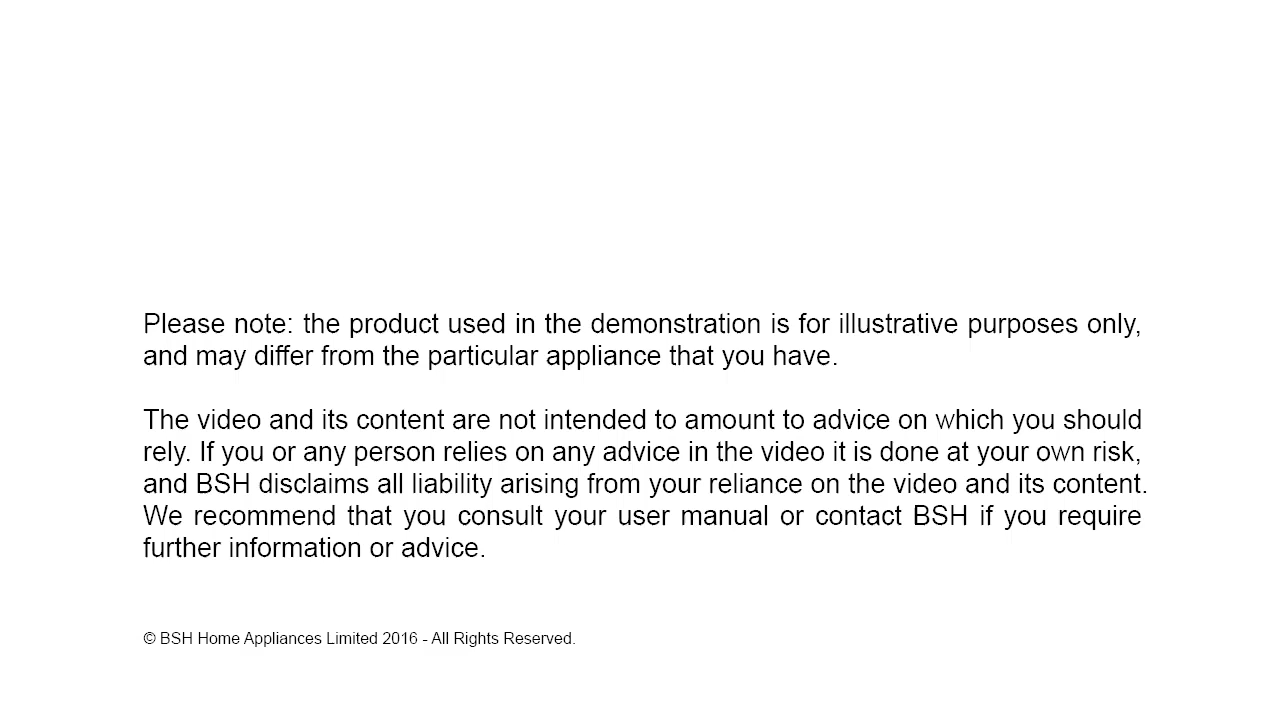 Please note: the product used in the demonstration is for illustrative purposes only,
and may differ from the particular appliance that you have.
The video and its content are not intended to amount to advice on which you should
rely. If you or any person relies on any advice in the video it is done at your own risk,
and BSH disclaims all liability arising from your reliance on the video and its content.
We recommend that you consult your user manual or contact BSH if you require
further information or advice.
© BSH Home Appliances Limited 2016 - All Rights Reserved.